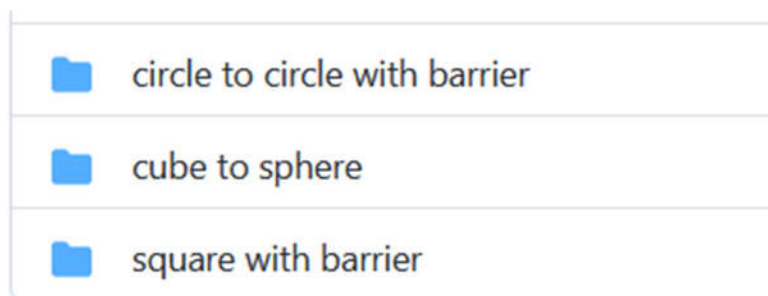 circle to circle with barrier
cube to sphere
square with barrier